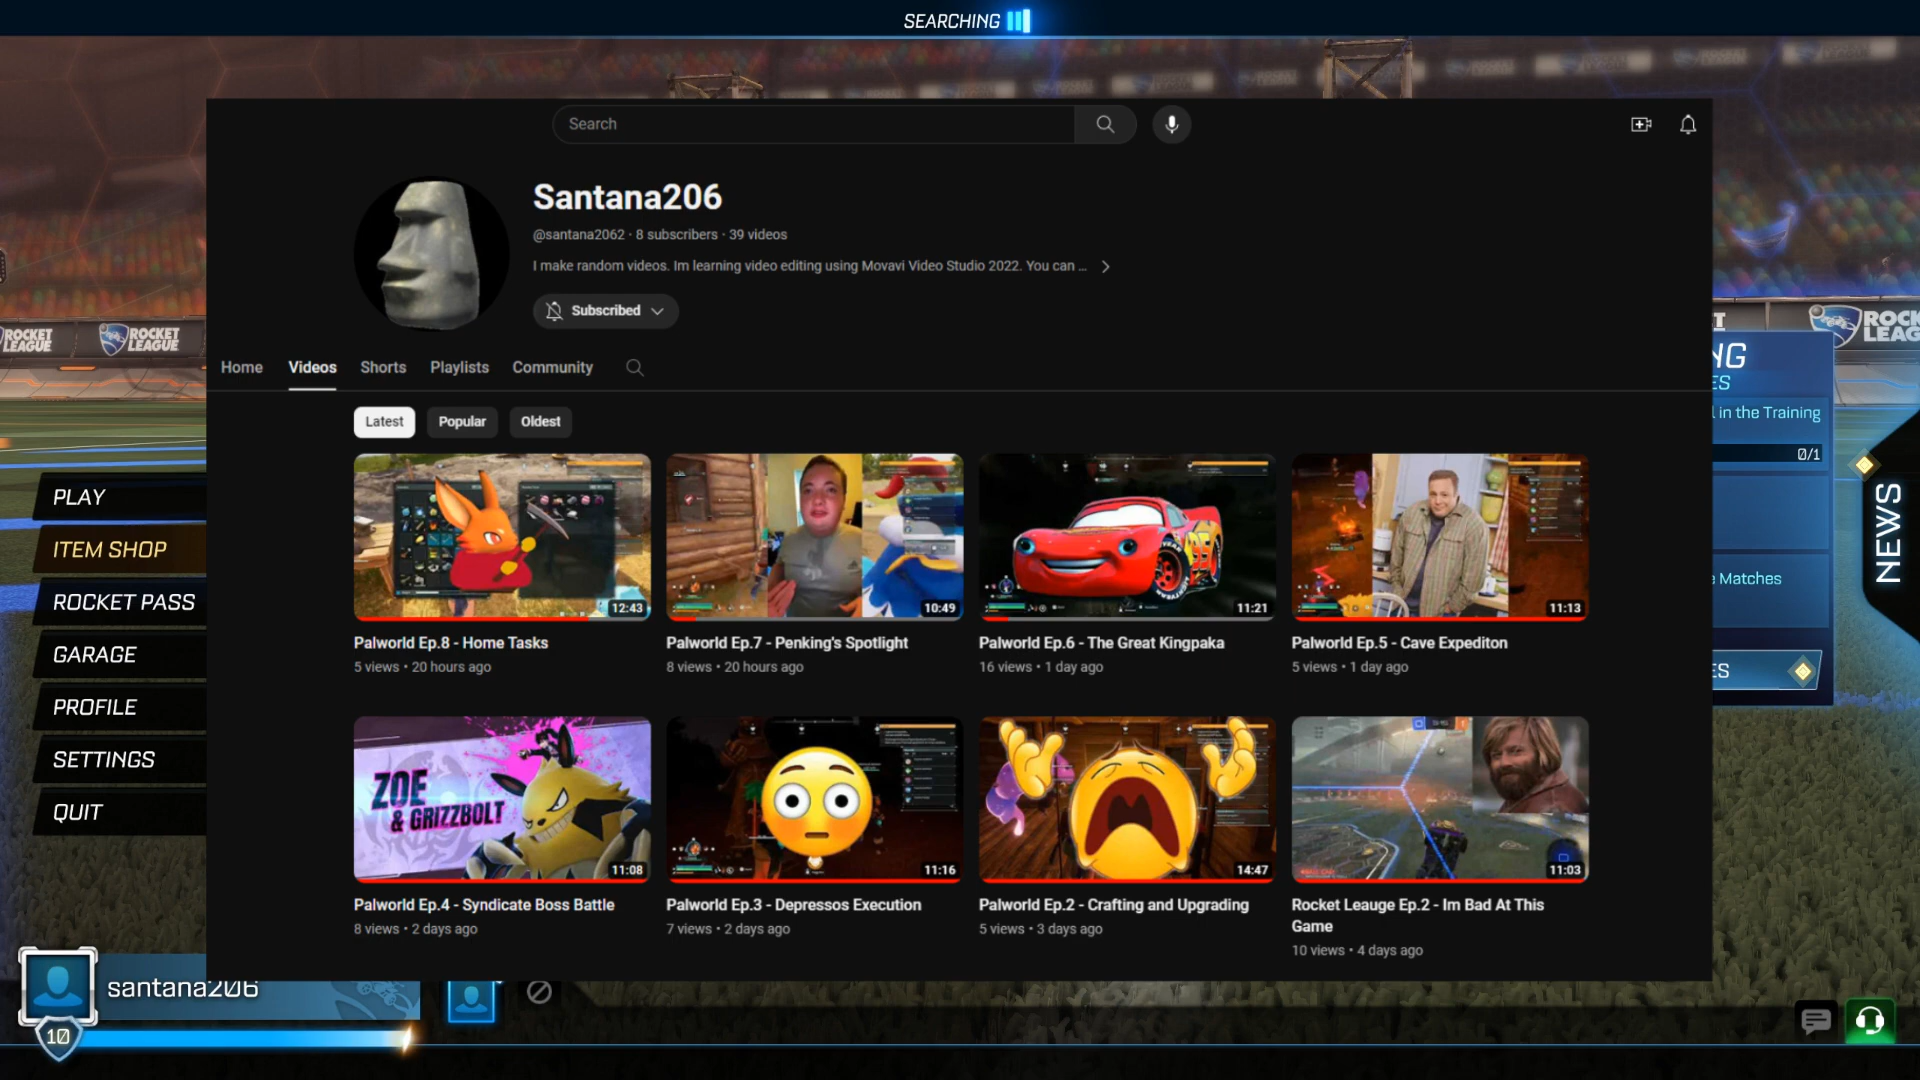 SEARCHING
Search
Santana206
@santana2062 · 8 subscribers · 39 videos
I make random videos. Im learning video editing using Movavi Video Studio 2022. You can ...
Subscribed
Home Videos Shorts Playlists Community
Latest Popular Oldest
12:43
10:49
11:21
11:13
Palworld Ep.8 - Home Tasks
5 views • 20 hours ago
Palworld Ep.7 - Penking's Spotlight
8 views • 20 hours ago
Palworld Ep.6 - The Great Kingpaka
16 views • 1 day ago
Palworld Ep.5 - Cave Expediton
5 views • 1 day ago
ZOE
& GRIZZBOLT
11:08
11:16
14:47
11:03
Palworld Ep.4 - Syndicate Boss Battle
8 views • 2 days ago
Palworld Ep.3 - Depressos Execution
7 views • 2 days ago
Palworld Ep.2 - Crafting and Upgrading
5 views • 3 days ago
Rocket Leauge Ep.2 - Im Bad At This
Game
10 views • 4 days ago
ROCKET
LEAGUE
ROCKET
LEAGUE
PLAY
ITEM SHOP
ROCKET PASS
GARAGE
PROFILE
SETTINGS
QUIT
santana206
10
in the Training
0/1
Matches
NEWS